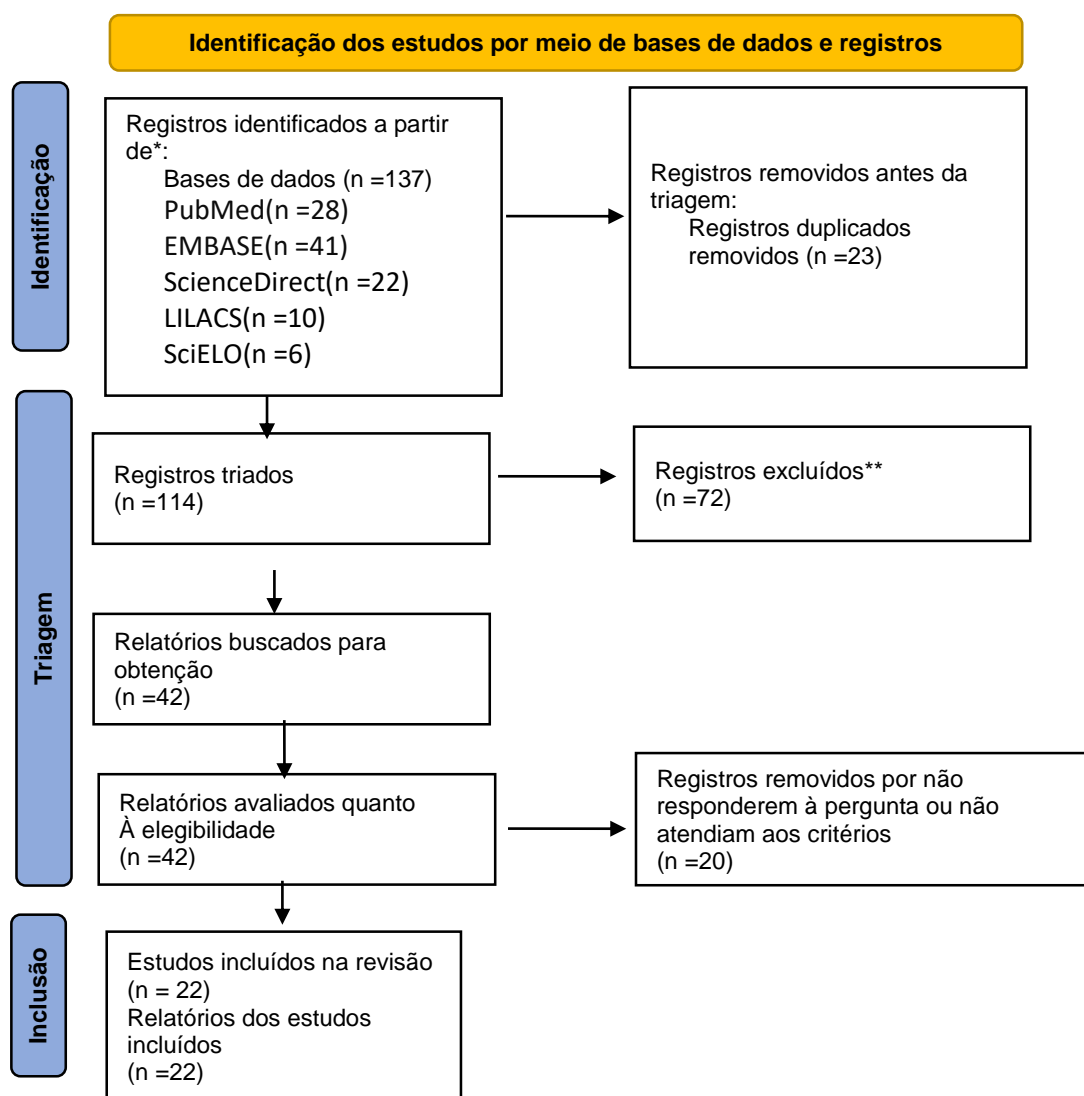 Identificação dos estudos por meio de bases de dados e registros
Identificação
Registros identificados a partir
de*:
Bases de dados (n =137)
PubMed(n =28)
EMBASE(n =41)
ScienceDirect(n =22)
LILACS(n =10)
SciELO(n =6)
Registros removidos antes da
triagem:
Registros duplicados
removidos (n =23)
Triagem
Registros triados
(n =114)
Registros excluídos**
(n =72)
Relatórios buscados para
obtenção
(n =42)
Relatórios avaliados quanto
À elegibilidade
(n =42)
Registros removidos por não
responderem à pergunta ou não
atendiam aos critérios
(n =20)
Inclusão
Estudos incluídos na revisão
(n = 22)
Relatórios dos estudos
incluídos
(n =22)